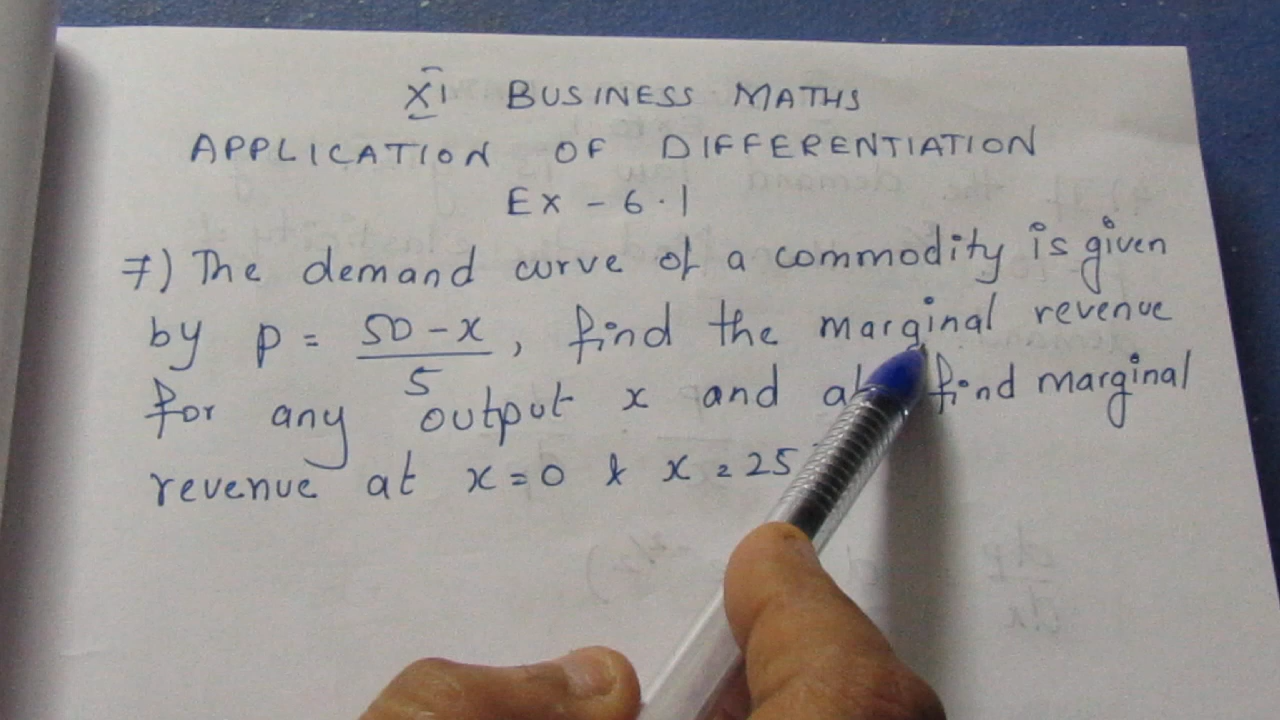 XI BUSINESS MATHS
APPLICATION OF DIFFERENTIATION
EX - 6.1
7) The demand curve of a commodity is given
by p = (50 - x)/5, find the marginal revenue
for any output x and find marginal
revenue at x = 0 & x = 25